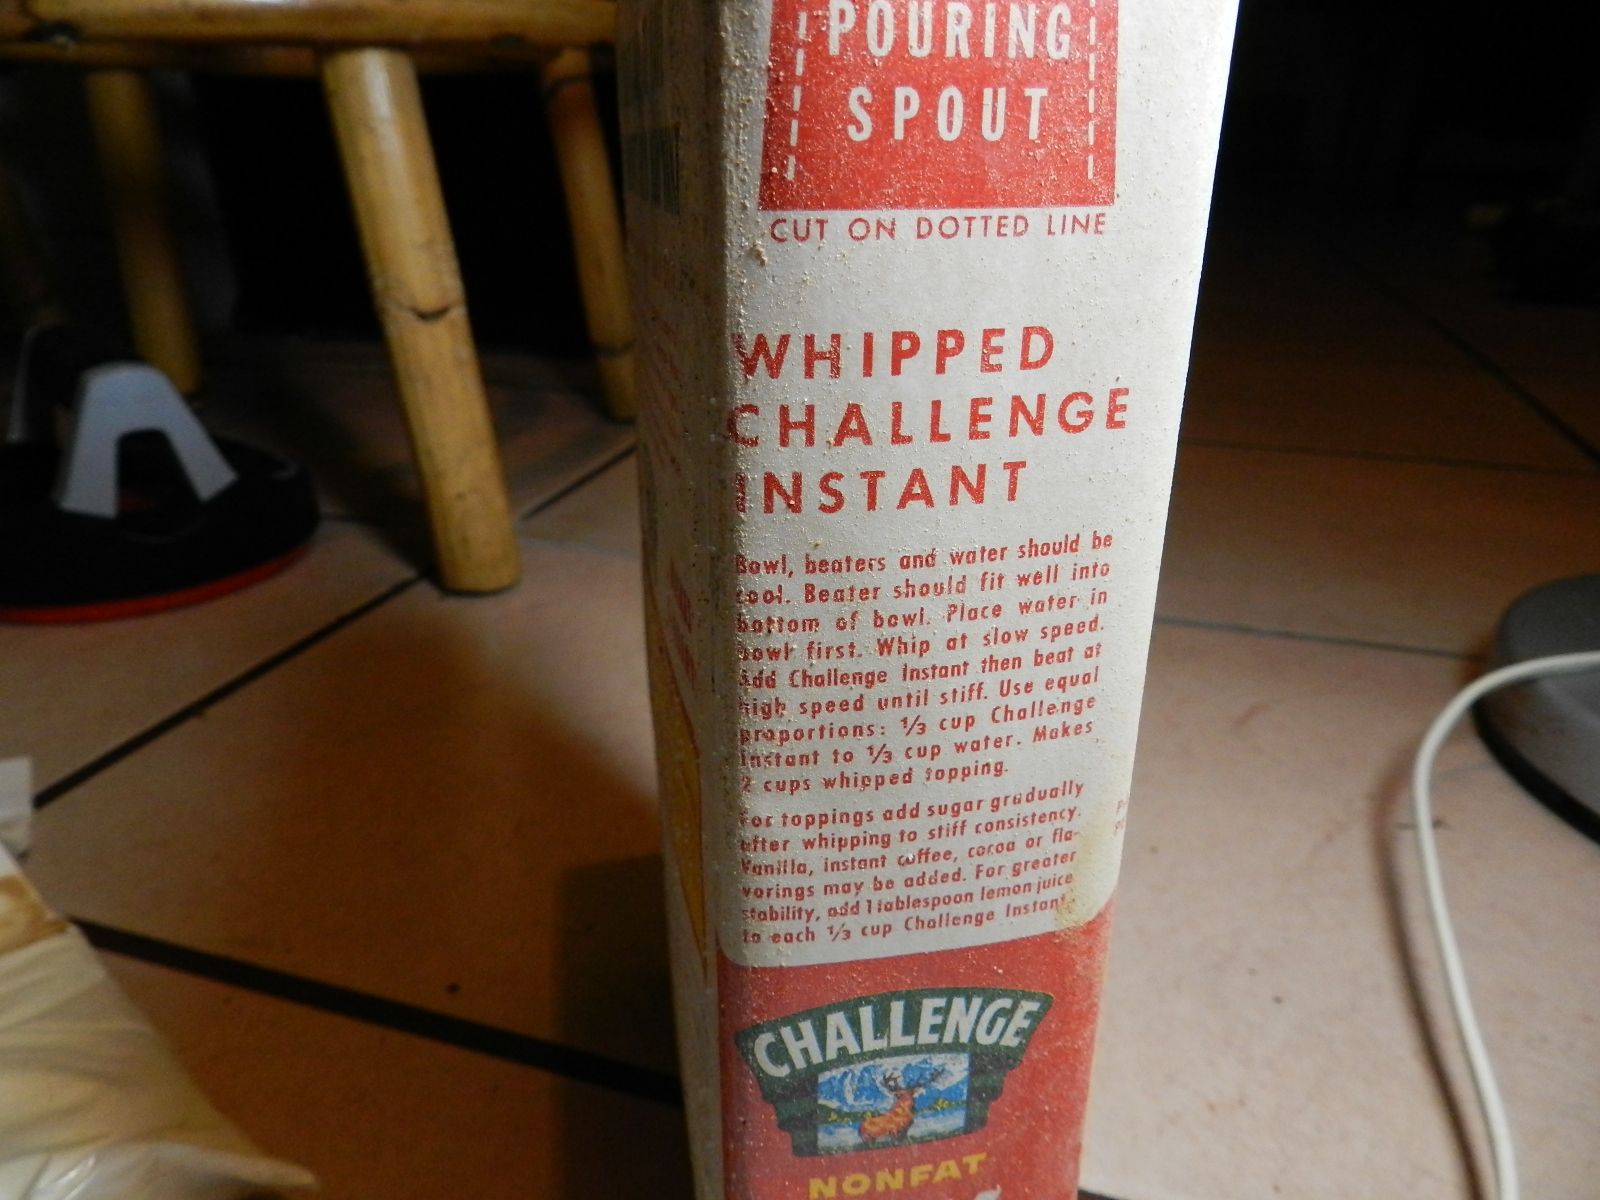 POURING
SPOUT
CUT ON DOTTED LINE
WHIPPED
CHALLENGE
INSTANT
Bowl, beaters and water should be
cool. Beater should fit well into
bottom of bowl. Place water in
bowl first. Whip at slow speed.
Add Challenge Instant then beat at
high speed until stiff. Use equal
proportions: 1/3 cup Challenge
Instant to 1/3 cup water. Makes
2 cups whipped topping.
For toppings add sugar gradually
after whipping to stiff consistency.
Vanilla, instant coffee, cocoa or fla-
vorings may be added. For greater
stability, add 1 tablespoon lemon juice
to each 1/3 cup Challenge Instant.
CHALLENGE
NONFAT